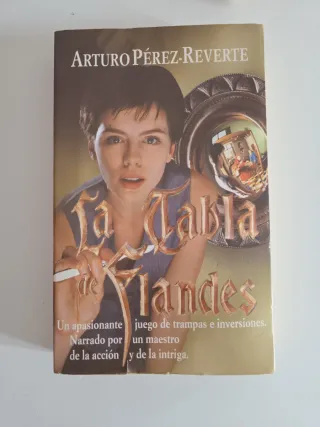 ARTURO PÉREZ-REVERTE
La Tabla
de Flandes
Un apasionante juego de trampas e inversiones.
Narrado por un maestro
de la acción y de la intriga.